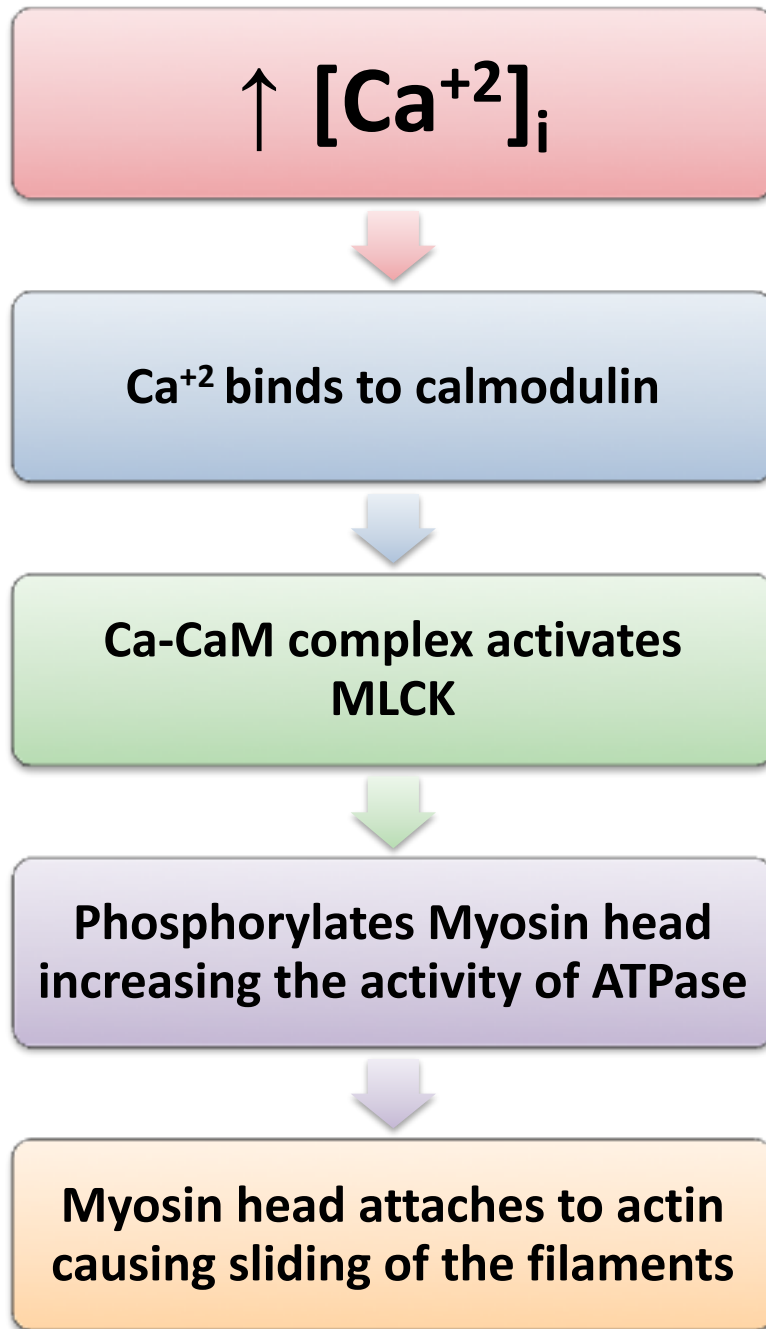 ↑ [Ca⁺²]ᵢ
Ca⁺² binds to calmodulin
Ca-CaM complex activates
MLCK
Phosphorylates Myosin head
increasing the activity of ATPase
Myosin head attaches to actin
causing sliding of the filaments